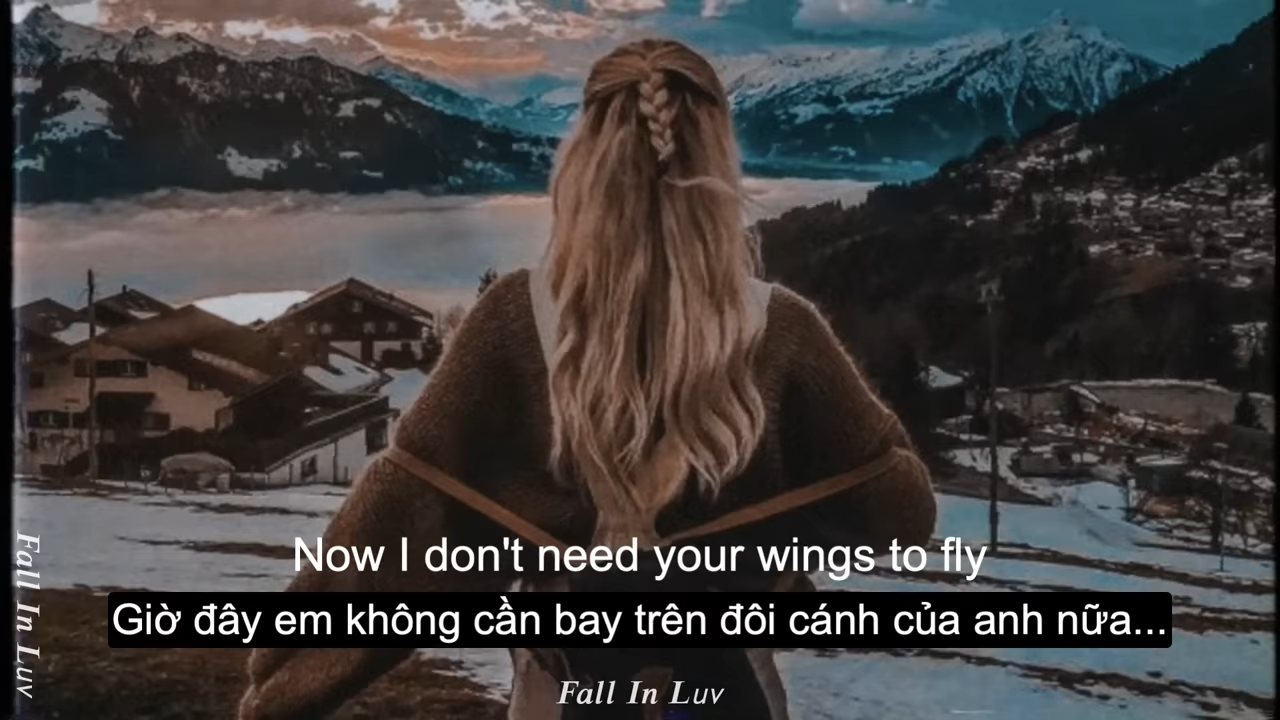 Now I don't need your wings to fly
Giờ đây em không cần bay trên đôi cánh của anh nữa...
Fall In Luv
Fall In Luv